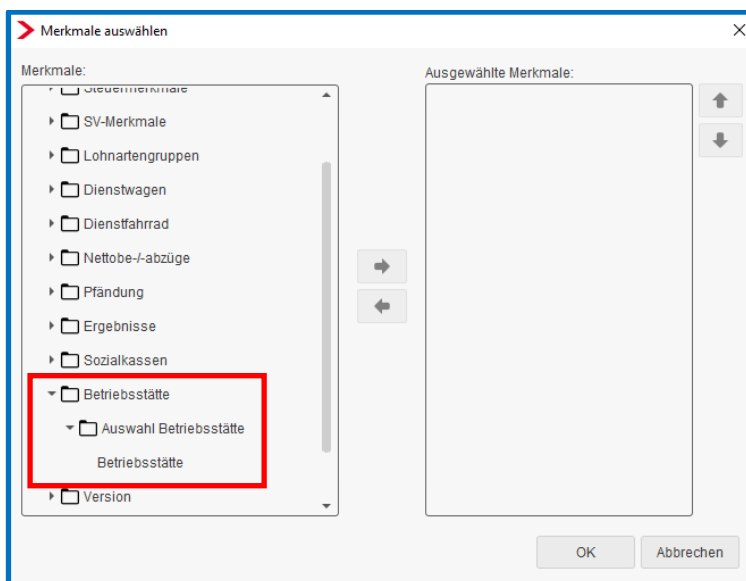 Merkmale auswählen
Merkmale:
Steuermerkmale
SV-Merkmale
Lohnartengruppen
Dienstwagen
Dienstfahrrad
Nettobe-/-abzüge
Pfändung
Ergebnisse
Sozialkassen
Betriebsstätte
Auswahl Betriebsstätte
Betriebsstätte
Version
Ausgewählte Merkmale:
OK
Abbrechen